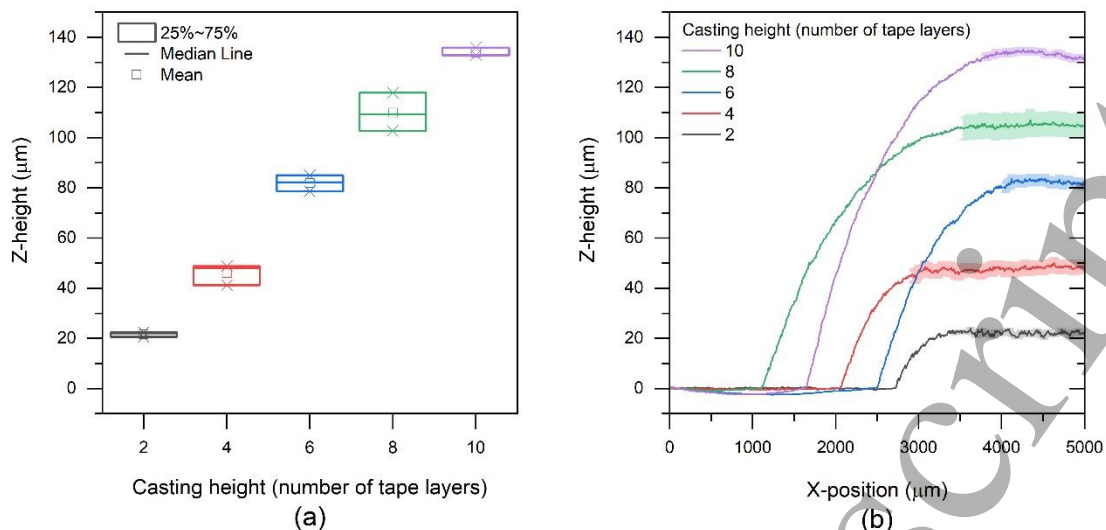 140
120
100
80
60
40
20
0
Z-height (μm)
25%~75%
Median Line
Mean
2 4 6 8 10
Casting height (number of tape layers)
(a)
140
120
100
80
60
40
20
0
Z-height (μm)
Casting height (number of tape layers)
10
8
6
4
2
0 1000 2000 3000 4000 5000
X-position (μm)
(b)